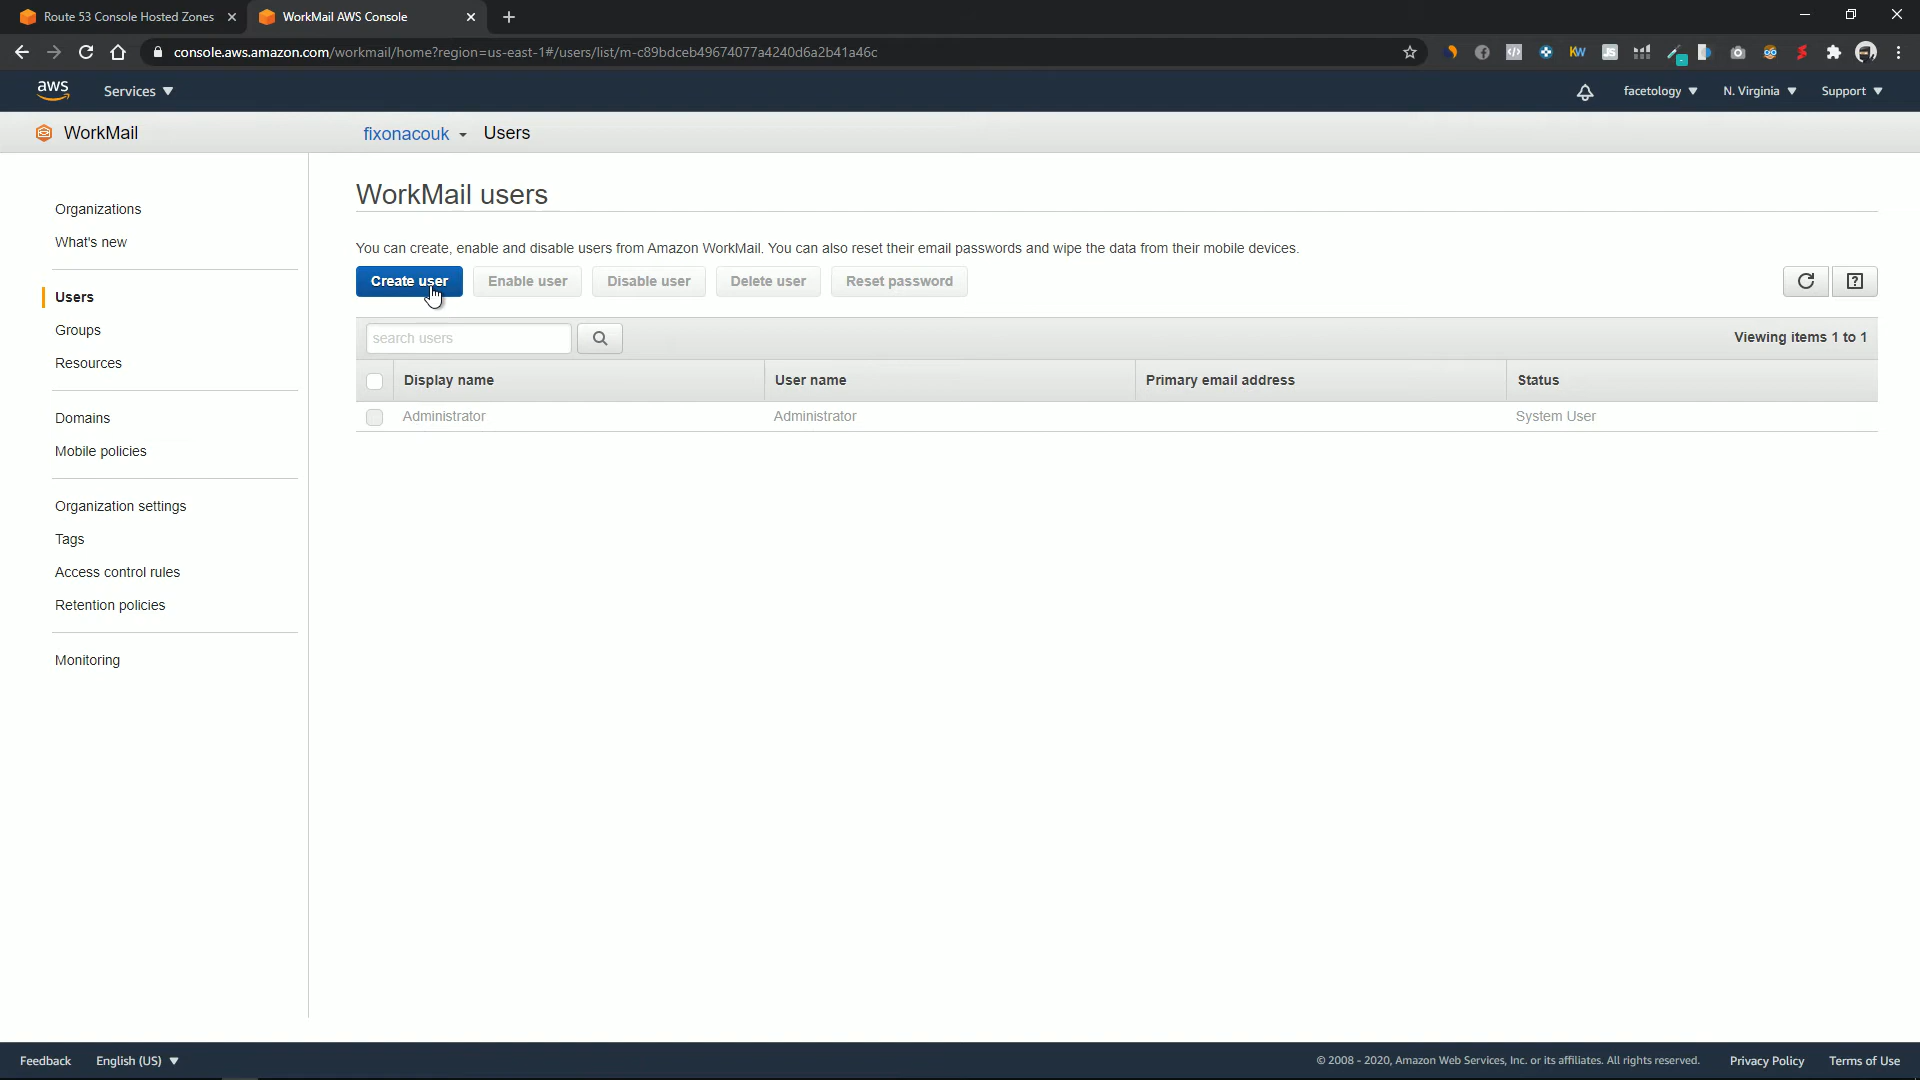 Route 53 Console Hosted Zones
WorkMail AWS Console
console.aws.amazon.com/workmail/home?region=us-east-1#/users/list/m-c89bdceb49674077a4240d6a2b41a46c
KW
JS
aws
Services
facetology
N. Virginia
Support
WorkMail
fixonacouk
Users
Organizations
What's new
Users
Groups
Resources
Domains
Mobile policies
Organization settings
Tags
Access control rules
Retention policies
Monitoring
WorkMail users
You can create, enable and disable users from Amazon WorkMail. You can also reset their email passwords and wipe the data from their mobile devices.
Create user
Enable user
Disable user
Delete user
Reset password
search users
Viewing items 1 to 1
Display name
User name
Primary email address
Status
Administrator
Administrator
System User
Feedback
English (US)
© 2008 - 2020, Amazon Web Services, Inc. or its affiliates. All rights reserved.
Privacy Policy
Terms of Use